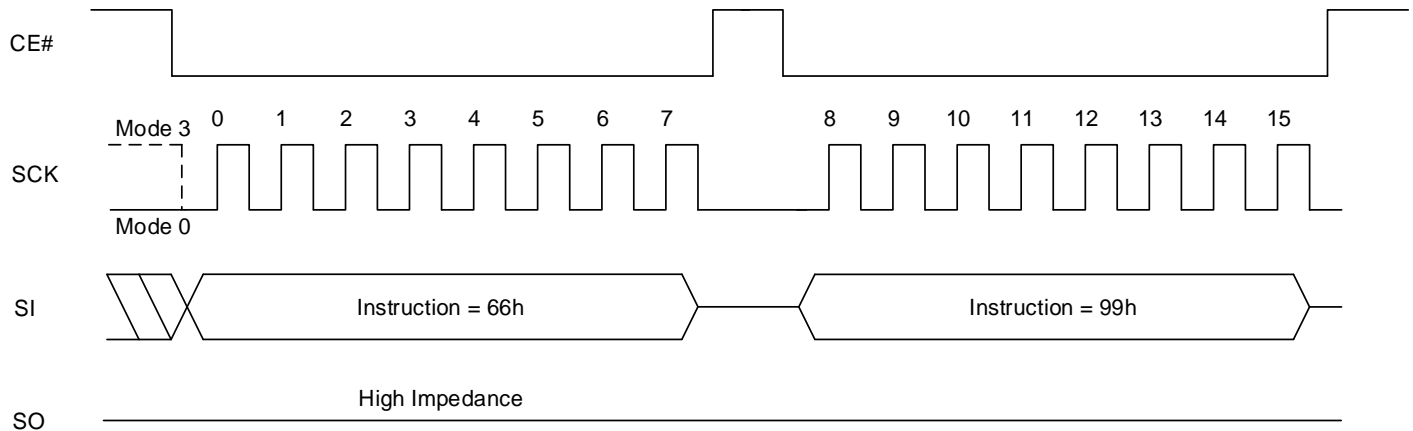 CE#
Mode 3
0 1 2 3 4 5 6 7 8 9 10 11 12 13 14 15
SCK
Mode 0
SI
Instruction = 66h
Instruction = 99h
High Impedance
SO